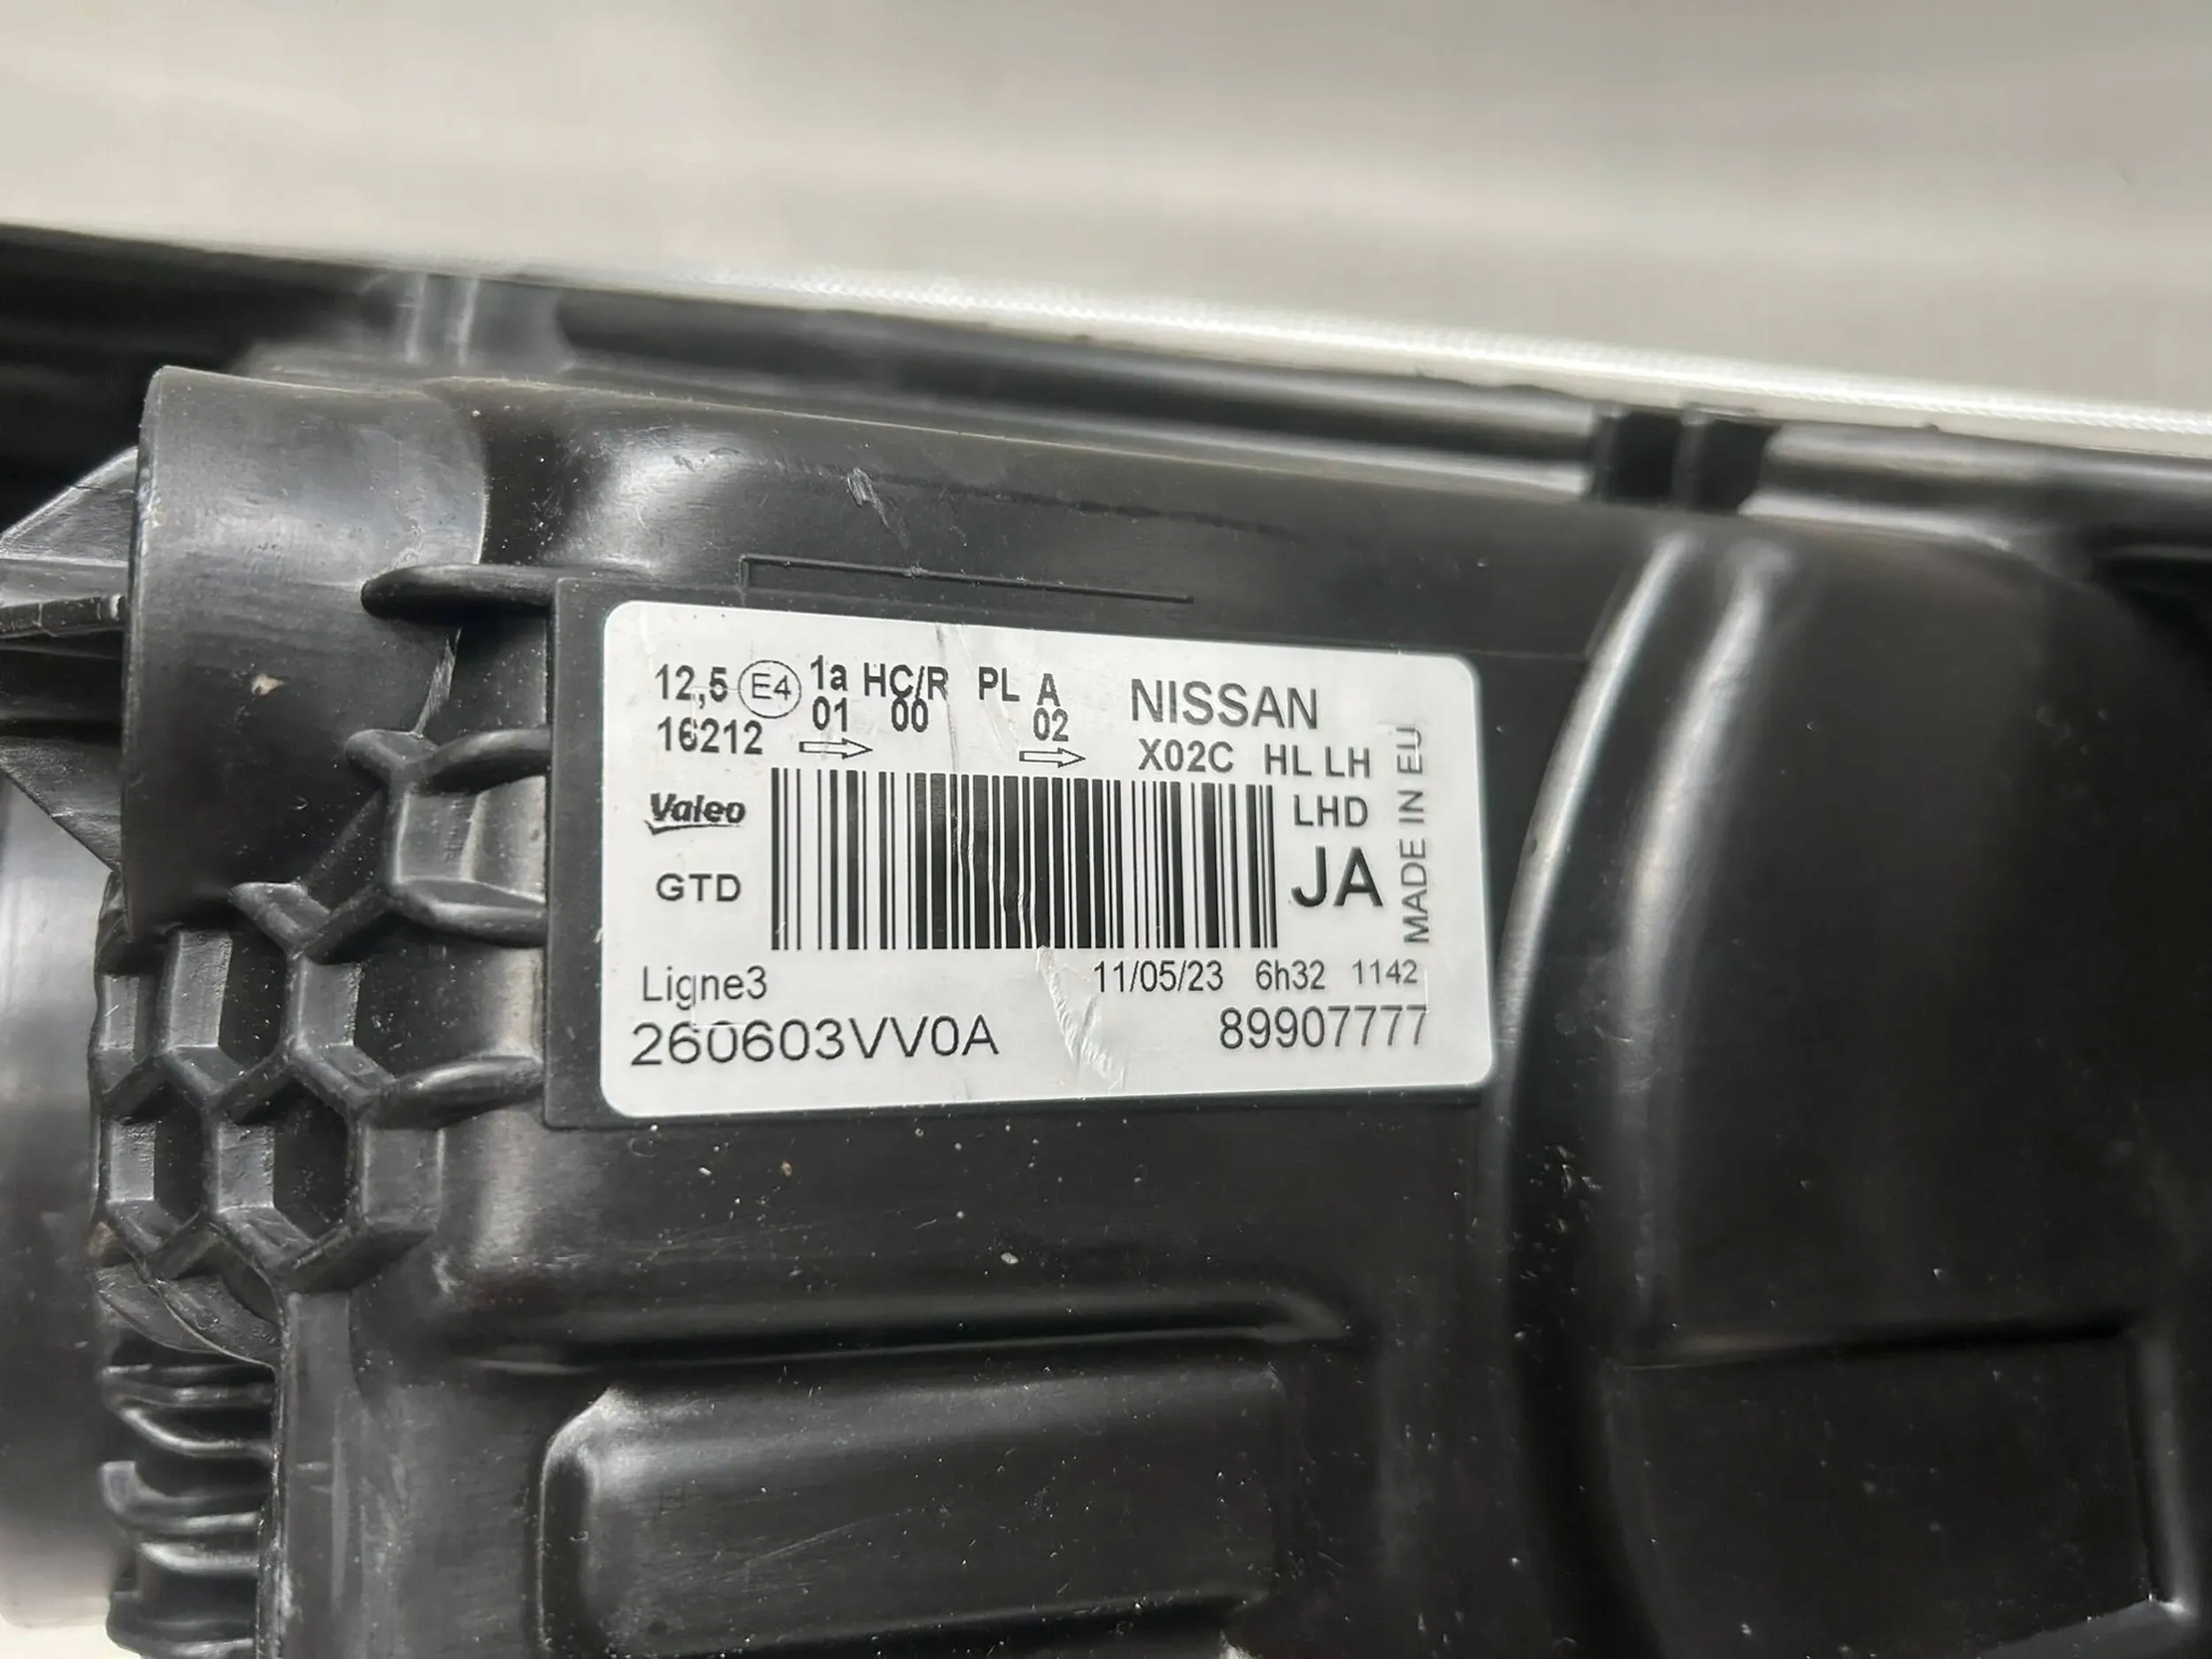 12,5 E4 1a HC/R PL A NISSAN
01 00 02
16212 X02C HL LH
Valeo LHD
GTD JA
MADE IN EU
Ligne3 11/05/23 6h32 1142
260603VV0A 89907777